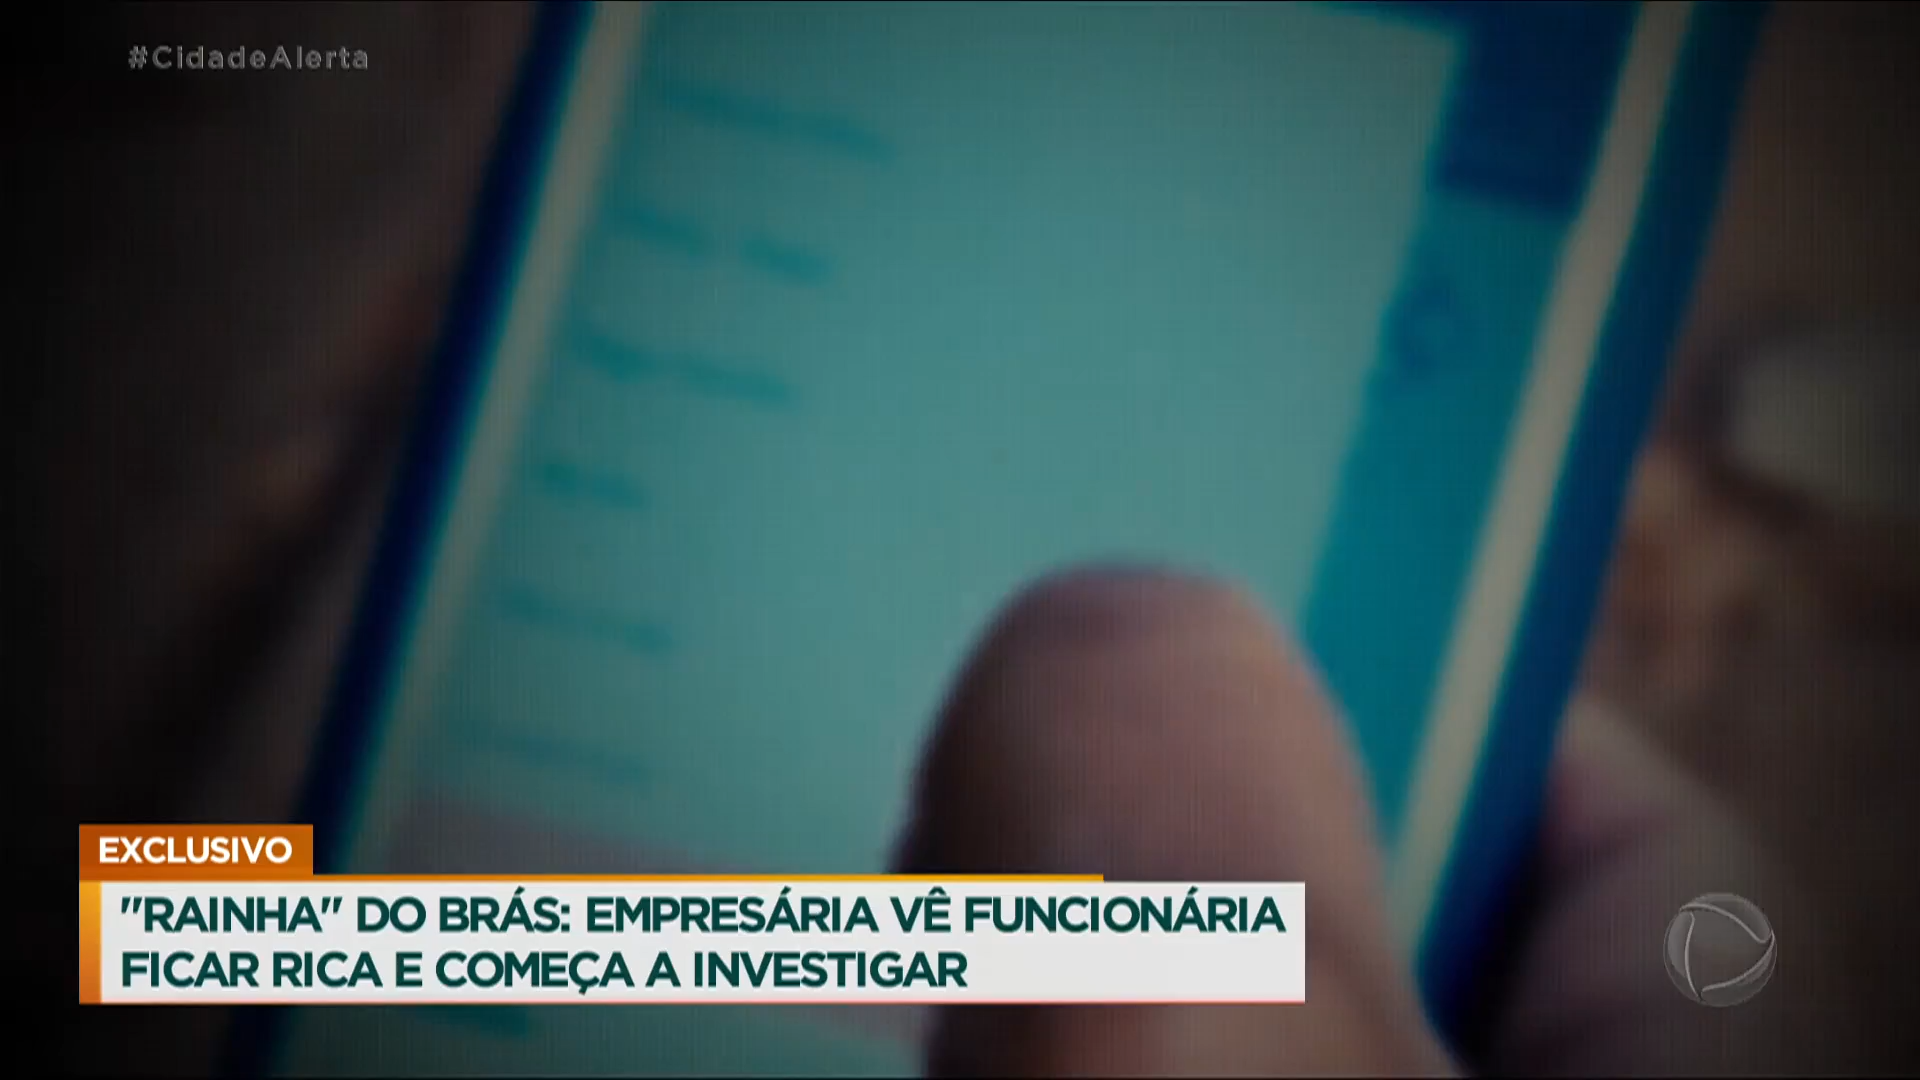 #CidadeAlerta
EXCLUSIVO
"RAINHA" DO BRÁS: EMPRESÁRIA VÊ FUNCIONÁRIA
FICAR RICA E COMEÇA A INVESTIGAR